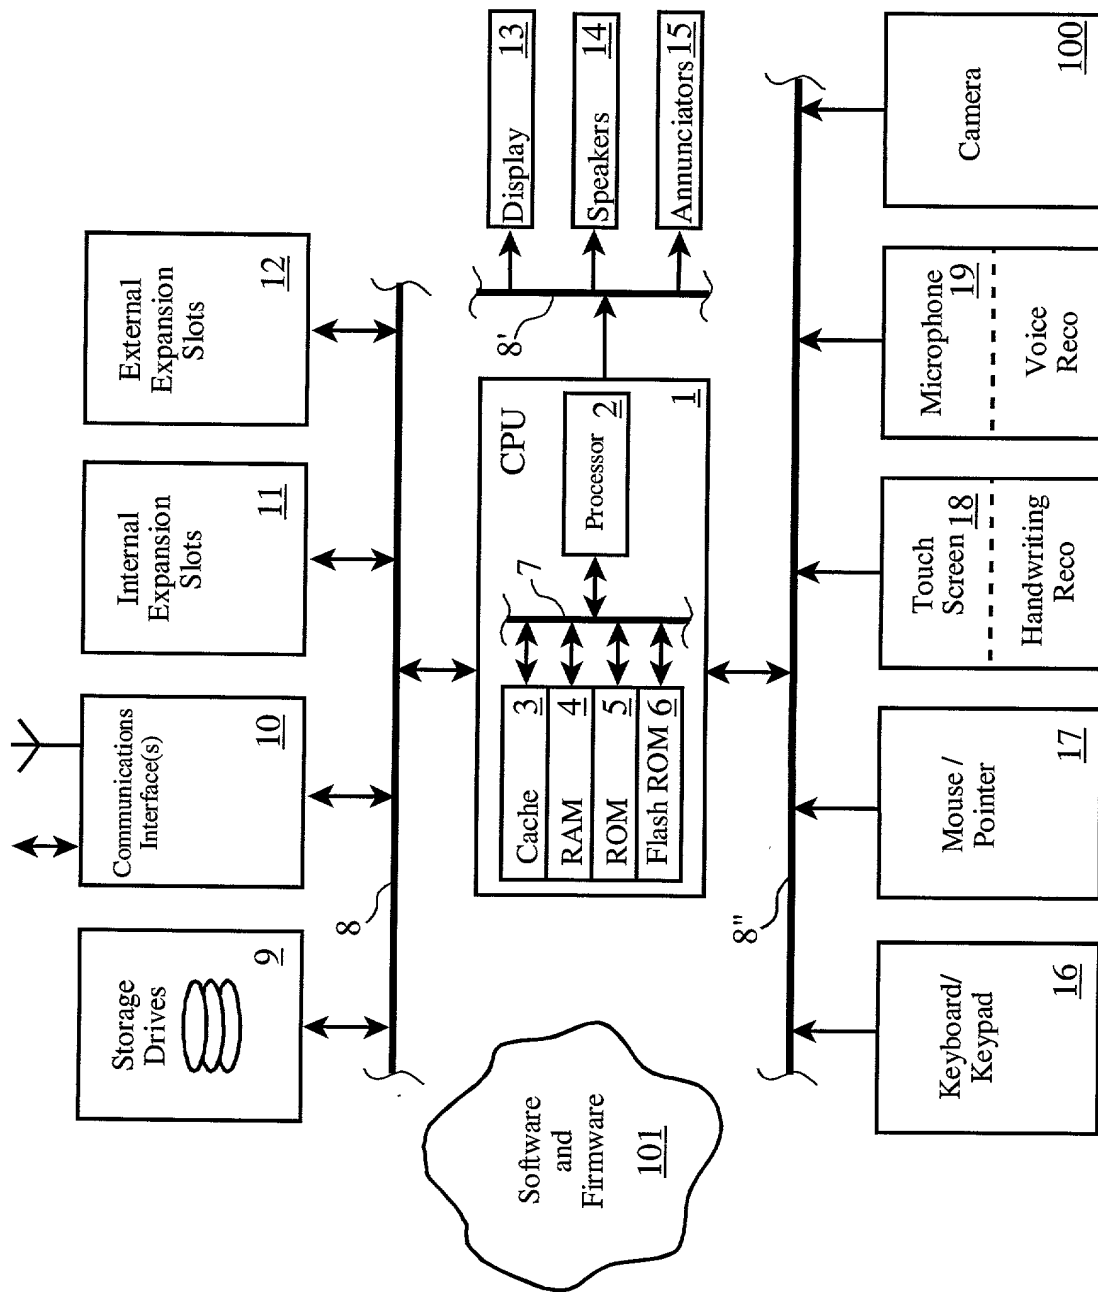 Storage
Drives
9
Communications
Interface(s)
10
Internal
Expansion
Slots
11
External
Expansion
Slots
12
8
Software
and
Firmware
101
CPU
Cache 3
RAM 4
ROM 5
Flash ROM 6
7
Processor
2
1
8'
Display 13
Speakers 14
Annunciators 15
8"
Keyboard/
Keypad
16
Mouse /
Pointer
17
Touch
Screen 18
Handwriting
Reco
Microphone
19
Voice
Reco
Camera
100